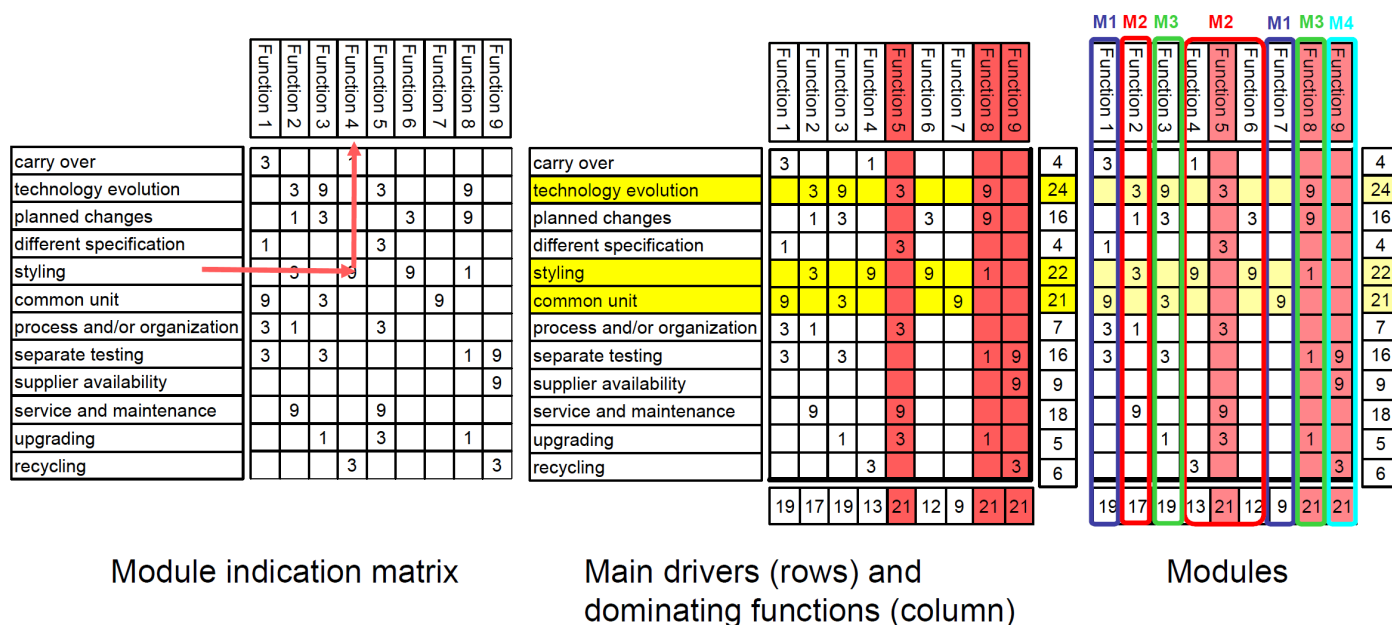 Function 1 Function 2 Function 3 Function 4 Function 5 Function 6 Function 7 Function 8 Function 9
carry over 3 1
technology evolution 3 9 3 9
planned changes 1 3 3 9
different specification 1 3
styling 3 9 9 1
common unit 9 3 9
process and/or organization 3 1 3
separate testing 3 3 1 9
supplier availability 9
service and maintenance 9 9
upgrading 1 3 1
recycling 3 3
Module indication matrix
Function 1 Function 2 Function 3 Function 4 Function 5 Function 6 Function 7 Function 8 Function 9
carry over 3 1 4
technology evolution 3 9 3 9 24
planned changes 1 3 3 9 16
different specification 1 3 4
styling 3 9 9 1 22
common unit 9 3 9 21
process and/or organization 3 1 3 7
separate testing 3 3 1 9 16
supplier availability 9 9
service and maintenance 9 9 18
upgrading 1 3 1 5
recycling 3 3 6
19 17 19 13 21 12 9 21 21
Main drivers (rows) and
dominating functions (column)
M1 M2 M3 M2 M1 M3 M4
Function 1 Function 2 Function 3 Function 4 Function 5 Function 6 Function 7 Function 8 Function 9
3 1 4
3 9 3 9 24
1 3 3 9 16
1 3 4
3 9 9 1 22
9 3 9 21
3 1 3 7
3 3 1 9 16
9 9
9 9 18
1 3 1 5
3 3 6
19 17 19 13 21 12 9 21 21
Modules